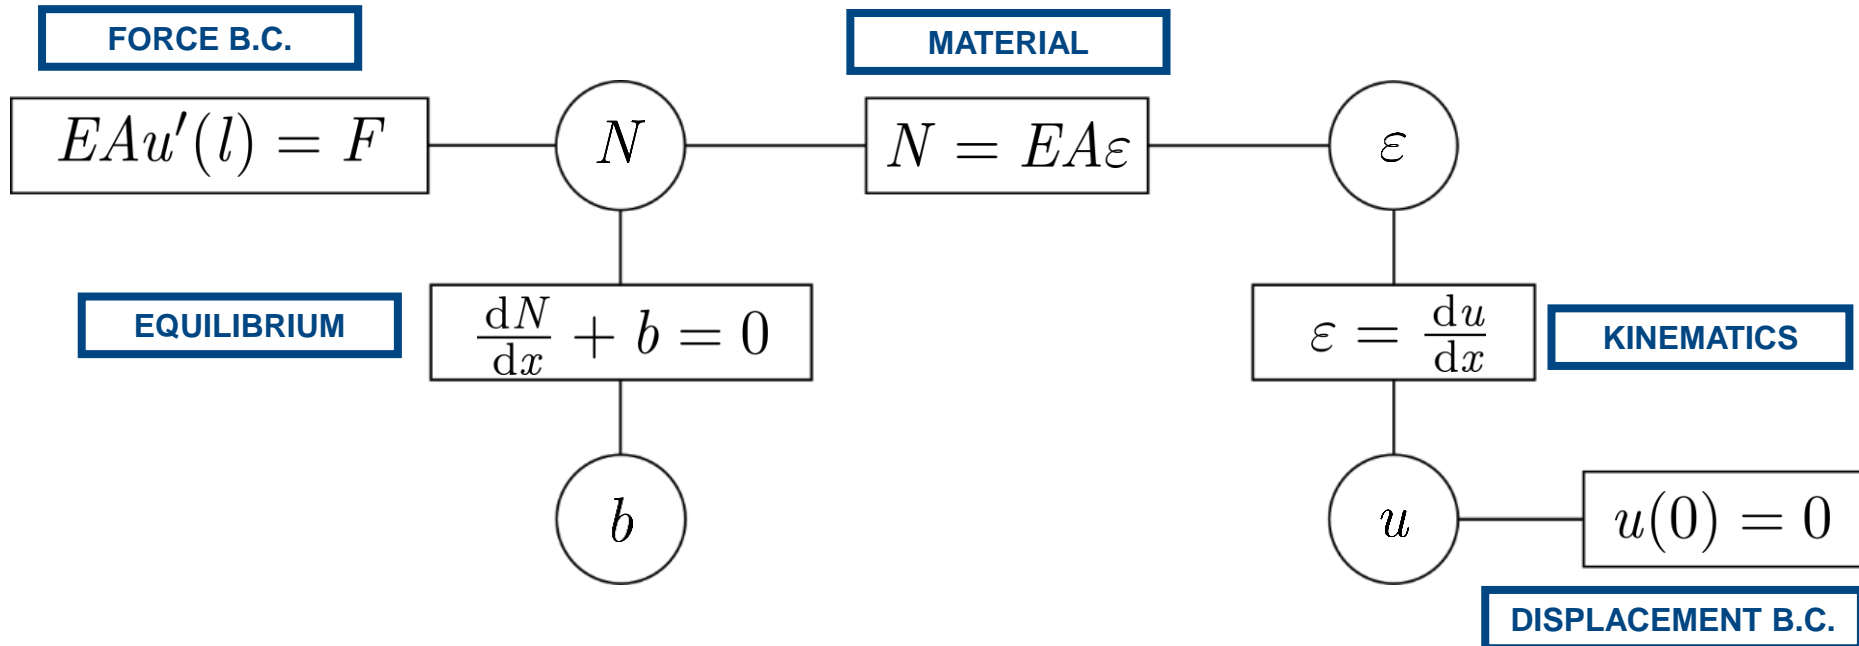 FORCE B.C.
MATERIAL
EAu′(l) = F
N
N = EAε
ε
EQUILIBRIUM
dN/dx + b = 0
ε = du/dx
KINEMATICS
b
u
u(0) = 0
DISPLACEMENT B.C.